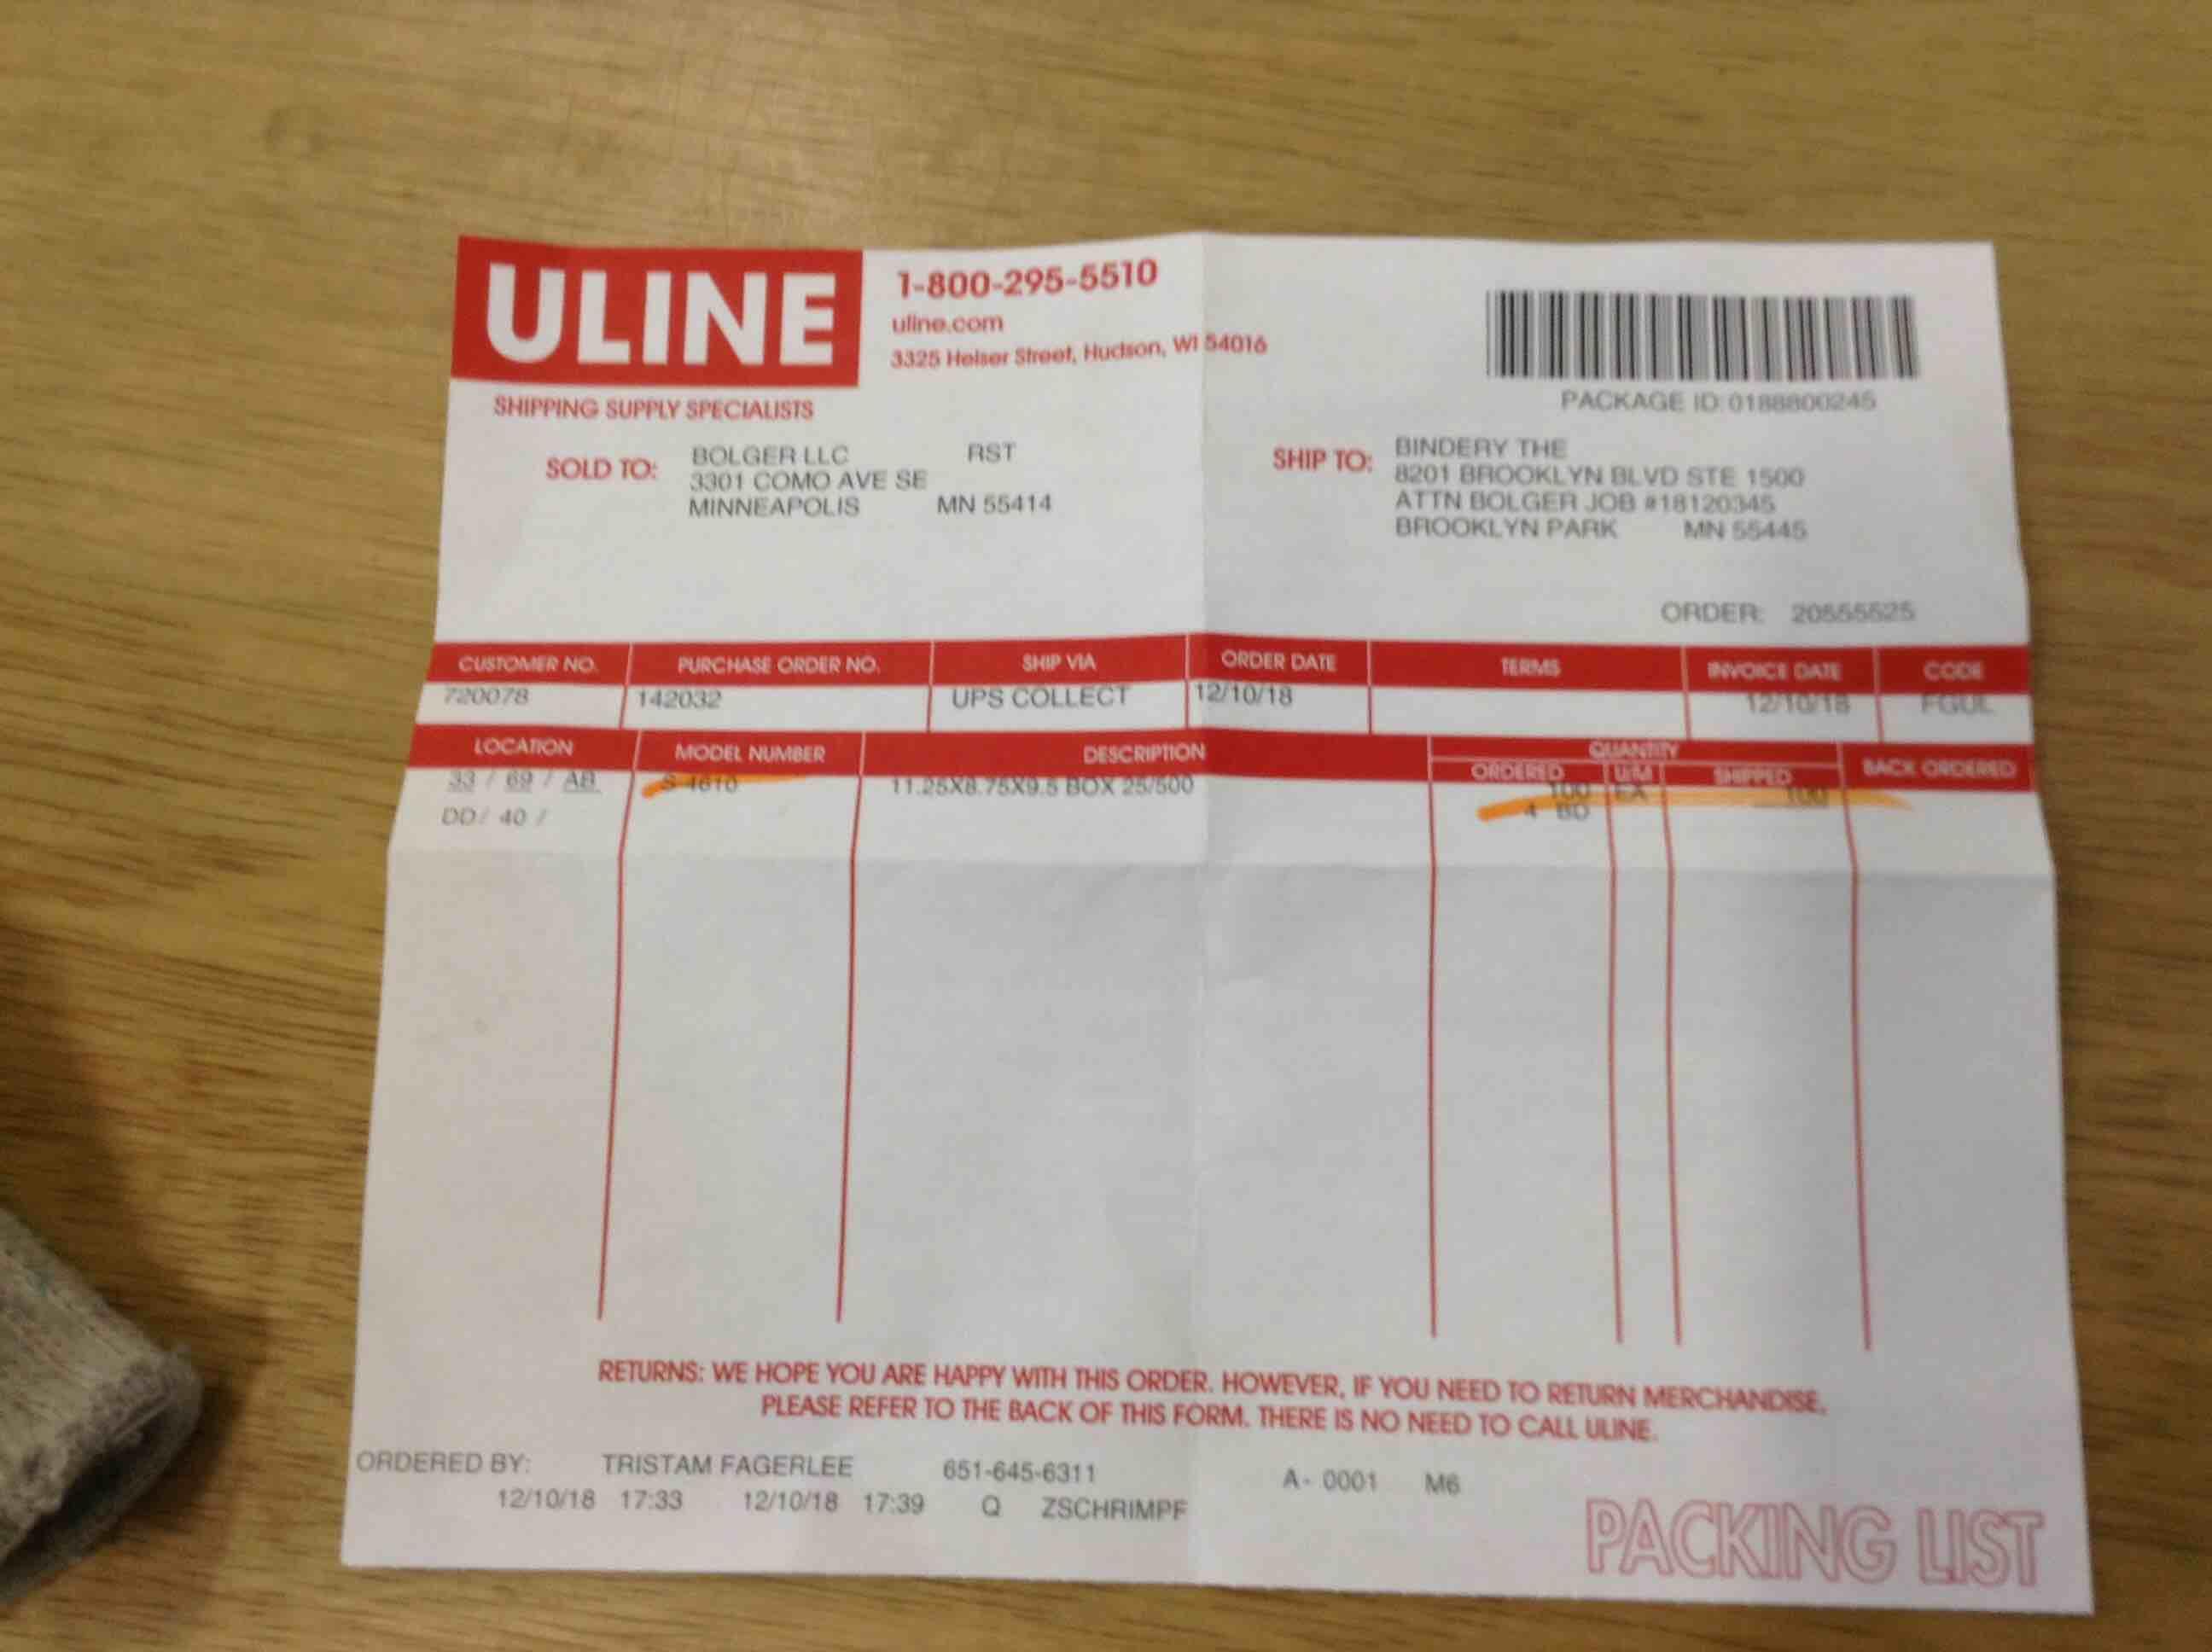 ULINE
1-800-295-5510
uline.com
3325 Heiser Street, Hudson, WI 54016
SHIPPING SUPPLY SPECIALISTS
PACKAGE ID: 0188800245
SOLD TO: BOLGER LLC RST
3301 COMO AVE SE
MINNEAPOLIS MN 55414
SHIP TO: BINDERY THE
8201 BROOKLYN BLVD STE 1500
ATTN BOLGER JOB #18120345
BROOKLYN PARK MN 55445
ORDER: 20555525
CUSTOMER NO. PURCHASE ORDER NO. SHIP VIA ORDER DATE TERMS INVOICE DATE CODE
720078 142032 UPS COLLECT 12/10/18 12/10/18 FGUL
LOCATION MODEL NUMBER DESCRIPTION QUANTITY
ORDERED U/M SHIPPED BACK ORDERED
33 / 69 / AB S-4610 11.25X8.75X9.5 BOX 25/500 100 EA 100
DD/ 40 / 4 BD
RETURNS: WE HOPE YOU ARE HAPPY WITH THIS ORDER. HOWEVER, IF YOU NEED TO RETURN MERCHANDISE,
PLEASE REFER TO THE BACK OF THIS FORM. THERE IS NO NEED TO CALL ULINE.
ORDERED BY: TRISTAM FAGERLEE 651-645-6311 A- 0001 M6
12/10/18 17:33 12/10/18 17:39 Q ZSCHRIMPF
PACKING LIST